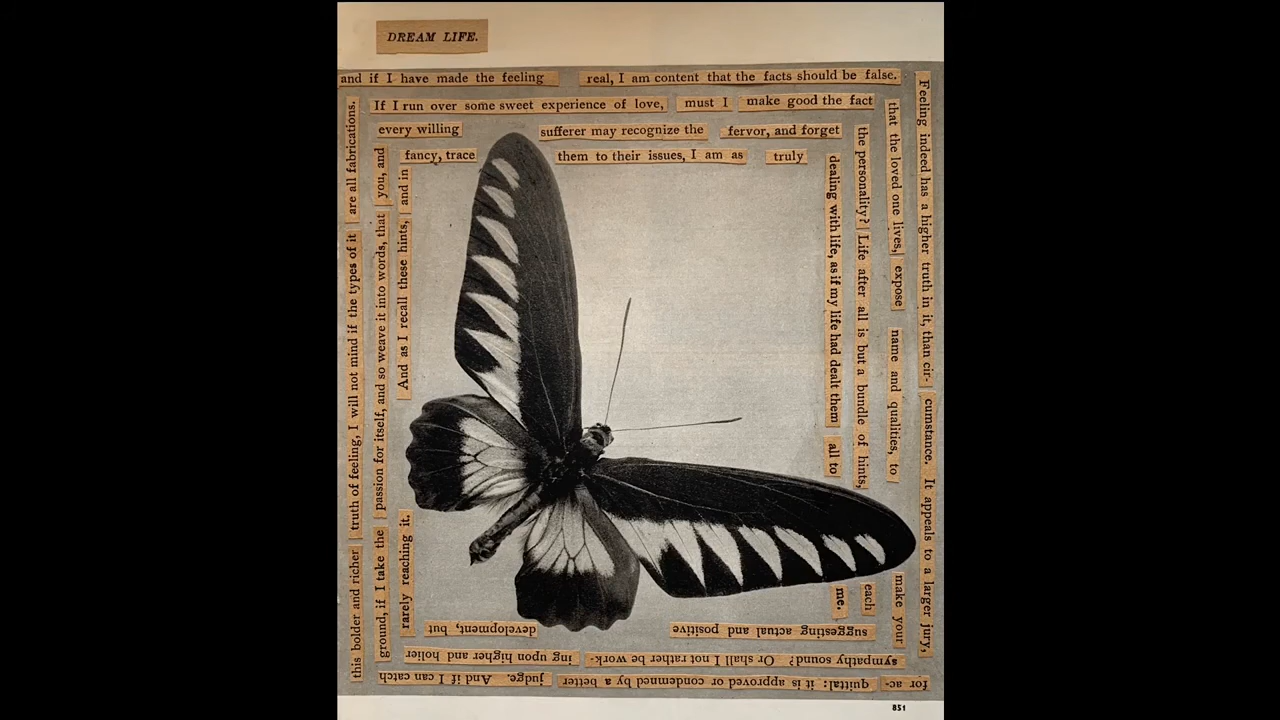 DREAM LIFE.
and if I have made the feeling real, I am content that the facts should be false.
Feeling indeed has a higher truth in it, than cir- cumstance. It appeals to a larger jury,
for ac- quittal: it is approved or condemned by a better judge. And if I can catch
this bolder and richer truth of feeling, I will not mind if the types of it are all fabrications.
If I run over some sweet experience of love, must I make good the fact
that the loved one lives, expose name and qualities, to make your
sympathy sound? Or shall I not rather be work- ing upon higher and holier
ground, if I take the passion for itself, and so weave it into words, that you, and
every willing sufferer may recognize the fervor, and forget
the personality? Life after all is but a bundle of hints, each
suggesting actual and positive development, but
rarely reaching it. And as I recall these hints, and in
fancy, trace them to their issues, I am as truly
dealing with life, as if my life had dealt them all to me.
851